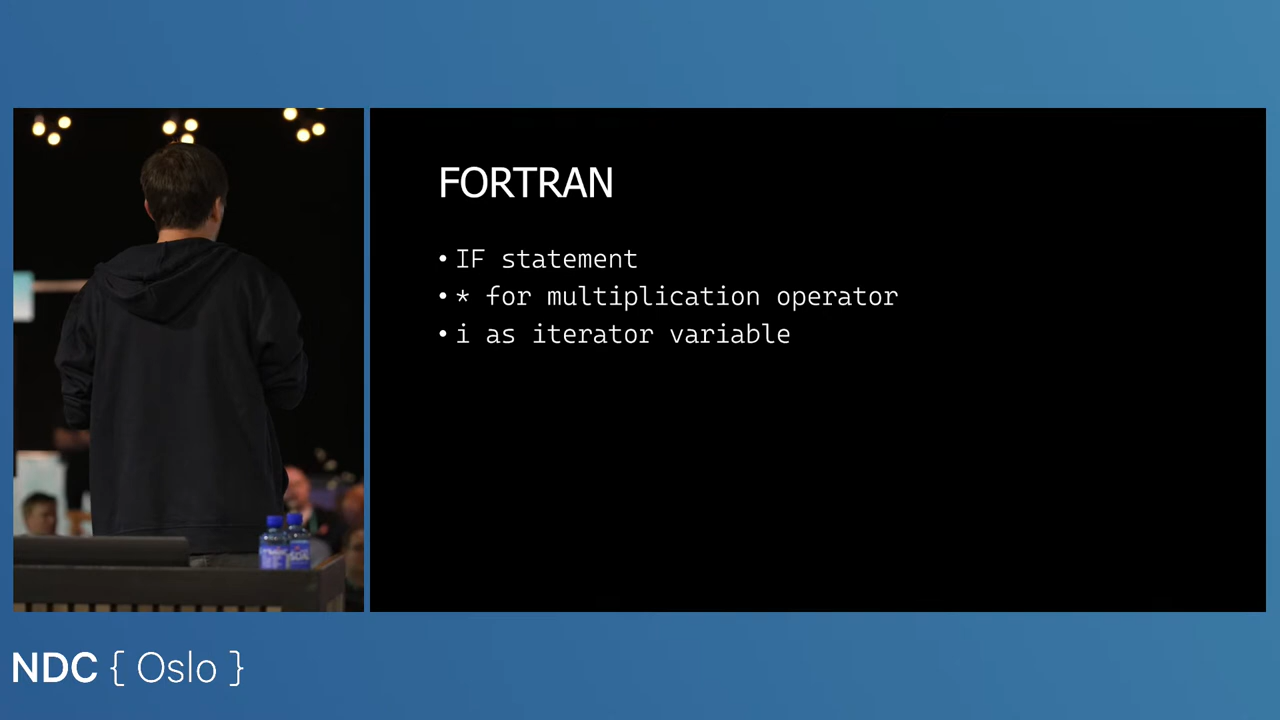 FORTRAN
• IF statement
• * for multiplication operator
• i as iterator variable
NDC { Oslo }